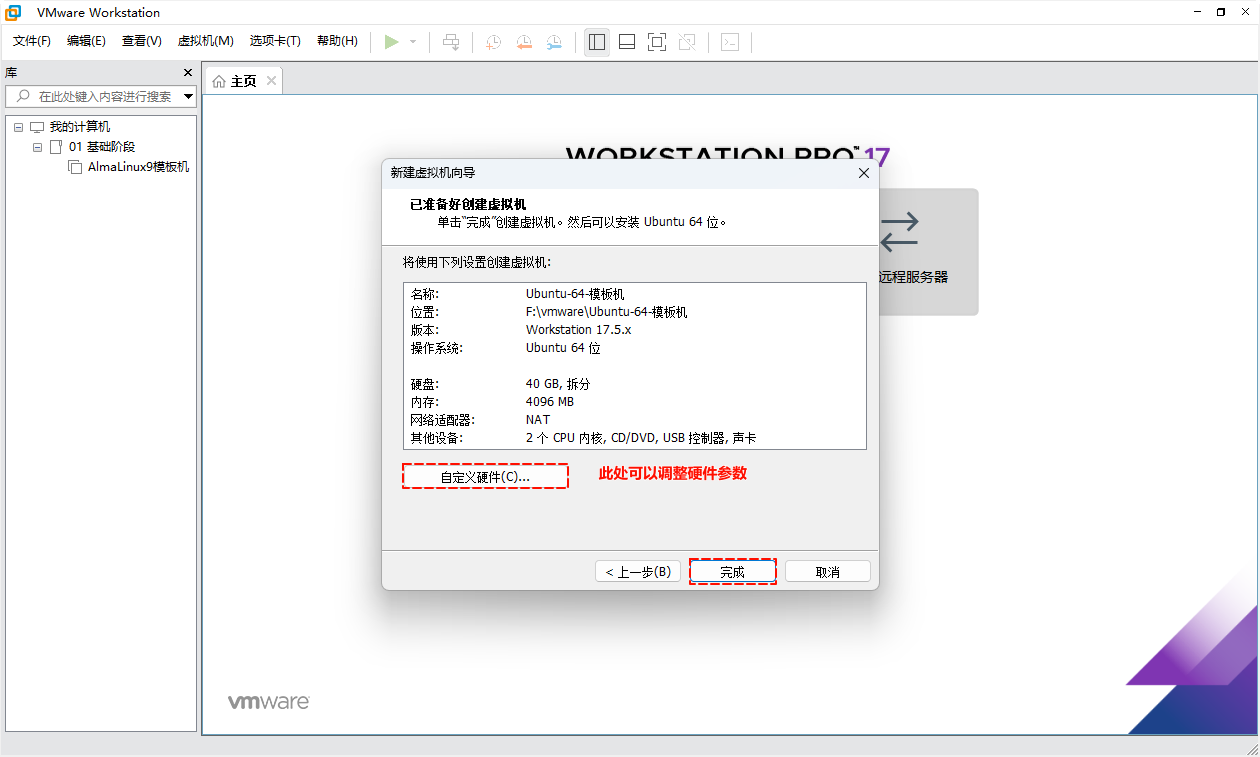 VMware Workstation
文件(F) 编辑(E) 查看(V) 虚拟机(M) 选项卡(T) 帮助(H)
库
在此处键入内容进行搜索
我的计算机
01 基础阶段
AlmaLinux9模板机
主页
WORKSTATION PRO™ 17
远程服务器
新建虚拟机向导
已准备好创建虚拟机
单击“完成”创建虚拟机。然后可以安装 Ubuntu 64 位。
将使用下列设置创建虚拟机:
名称: Ubuntu-64-模板机
位置: F:\vmware\Ubuntu-64-模板机
版本: Workstation 17.5.x
操作系统: Ubuntu 64 位
硬盘: 40 GB, 拆分
内存: 4096 MB
网络适配器: NAT
其他设备: 2 个 CPU 内核, CD/DVD, USB 控制器, 声卡
自定义硬件(C)... 此处可以调整硬件参数
< 上一步(B) 完成 取消
vmware